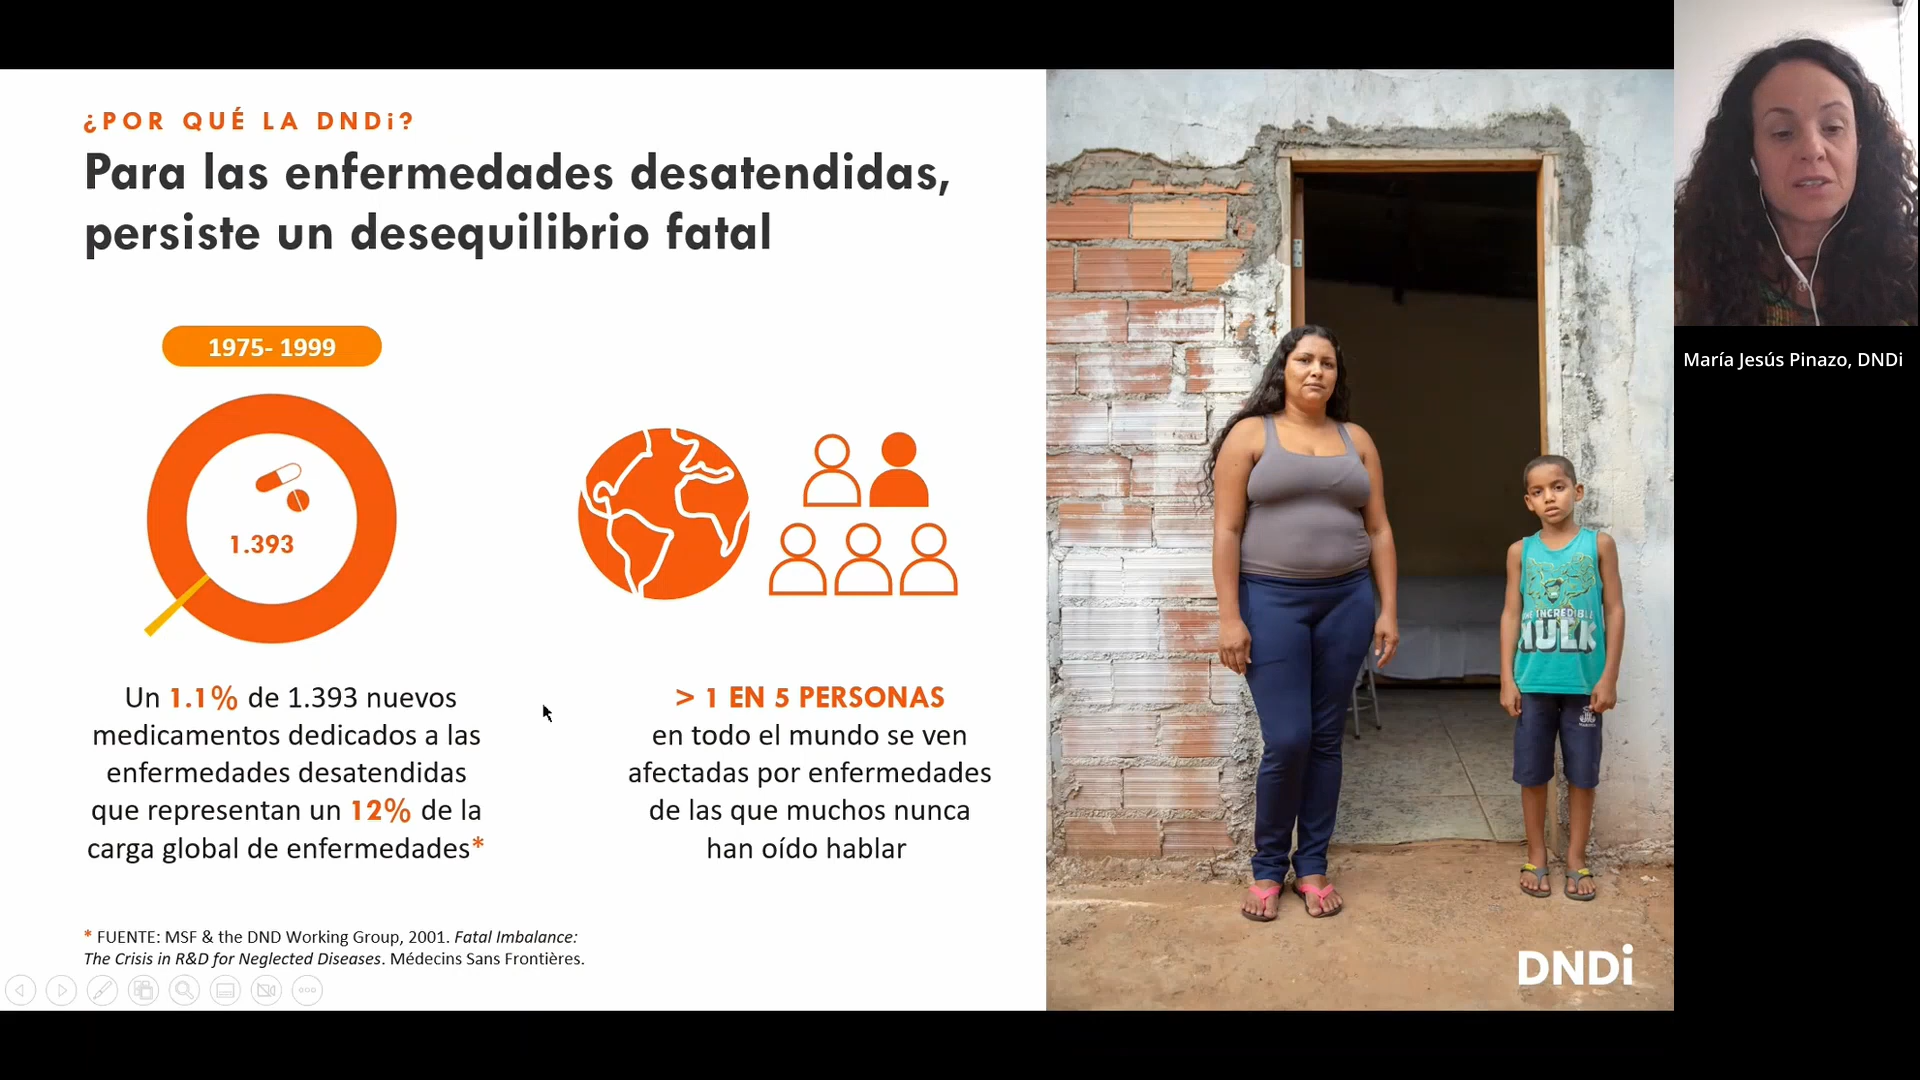 ¿POR QUÉ LA DNDi?
Para las enfermedades desatendidas,
persiste un desequilibrio fatal
1975- 1999
1.393
Un 1.1% de 1.393 nuevos
medicamentos dedicados a las
enfermedades desatendidas
que representan un 12% de la
carga global de enfermedades*
> 1 EN 5 PERSONAS
en todo el mundo se ven
afectadas por enfermedades
de las que muchos nunca
han oído hablar
* FUENTE: MSF & the DND Working Group, 2001. Fatal Imbalance:
The Crisis in R&D for Neglected Diseases. Médecins Sans Frontières.
THE INCREDIBLE
HULK
DNDi
María Jesús Pinazo, DNDi